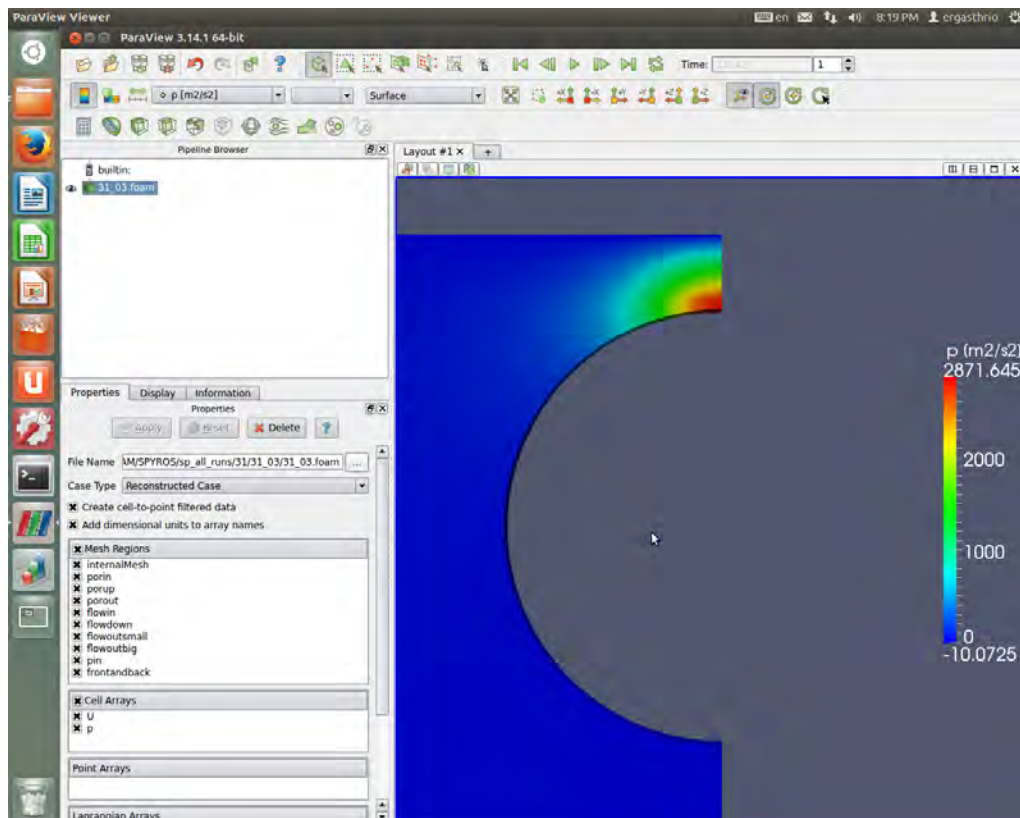 ParaView Viewer
en
8:19 PM
ergasthrio
ParaView 3.14.1 64-bit
Time:
1
p [m2/s2]
Surface
Pipeline Browser
Layout #1
builtin:
31_03.foam
Properties
Display
Information
Properties
Apply
Reset
Delete
?
File Name
AM/SPYROS/sp_all_runs/31/31_03/31_03.foam
...
Case Type
Reconstructed Case
Create cell-to-point filtered data
Add dimensional units to array names
Mesh Regions
internalMesh
porin
porup
porout
flowin
flowdown
flowoutsmall
flowoutbig
pin
frontandback
Cell Arrays
U
p
Point Arrays
Lagrangian Arrays
p (m2/s2)
2871.645
2000
1000
0
-10.0725